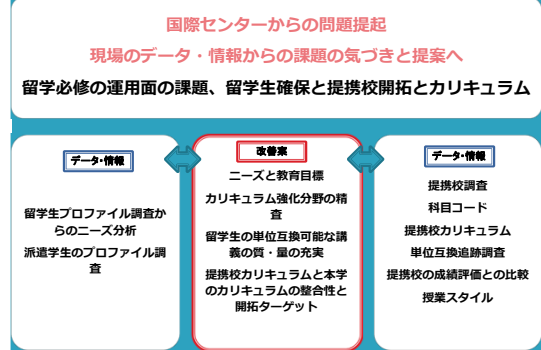 国際センターからの問題提起
現場のデータ・情報からの課題の気づきと提案へ
留学必修の運用面の課題、留学生確保と提携校開拓とカリキュラム
データ・情報
留学生プロファイル調査か
らのニーズ分析
派遣学生のプロファイル調
査
改善案
ニーズと教育目標
カリキュラム強化分野の精
査
留学生の単位互換可能な講
義の質・量の充実
提携校カリキュラムと本学
のカリキュラムの整合性と
開拓ターゲット
データ・情報
提携校調査
科目コード
提携校カリキュラム
単位互換追跡調査
提携校の成績評価との比較
授業スタイル